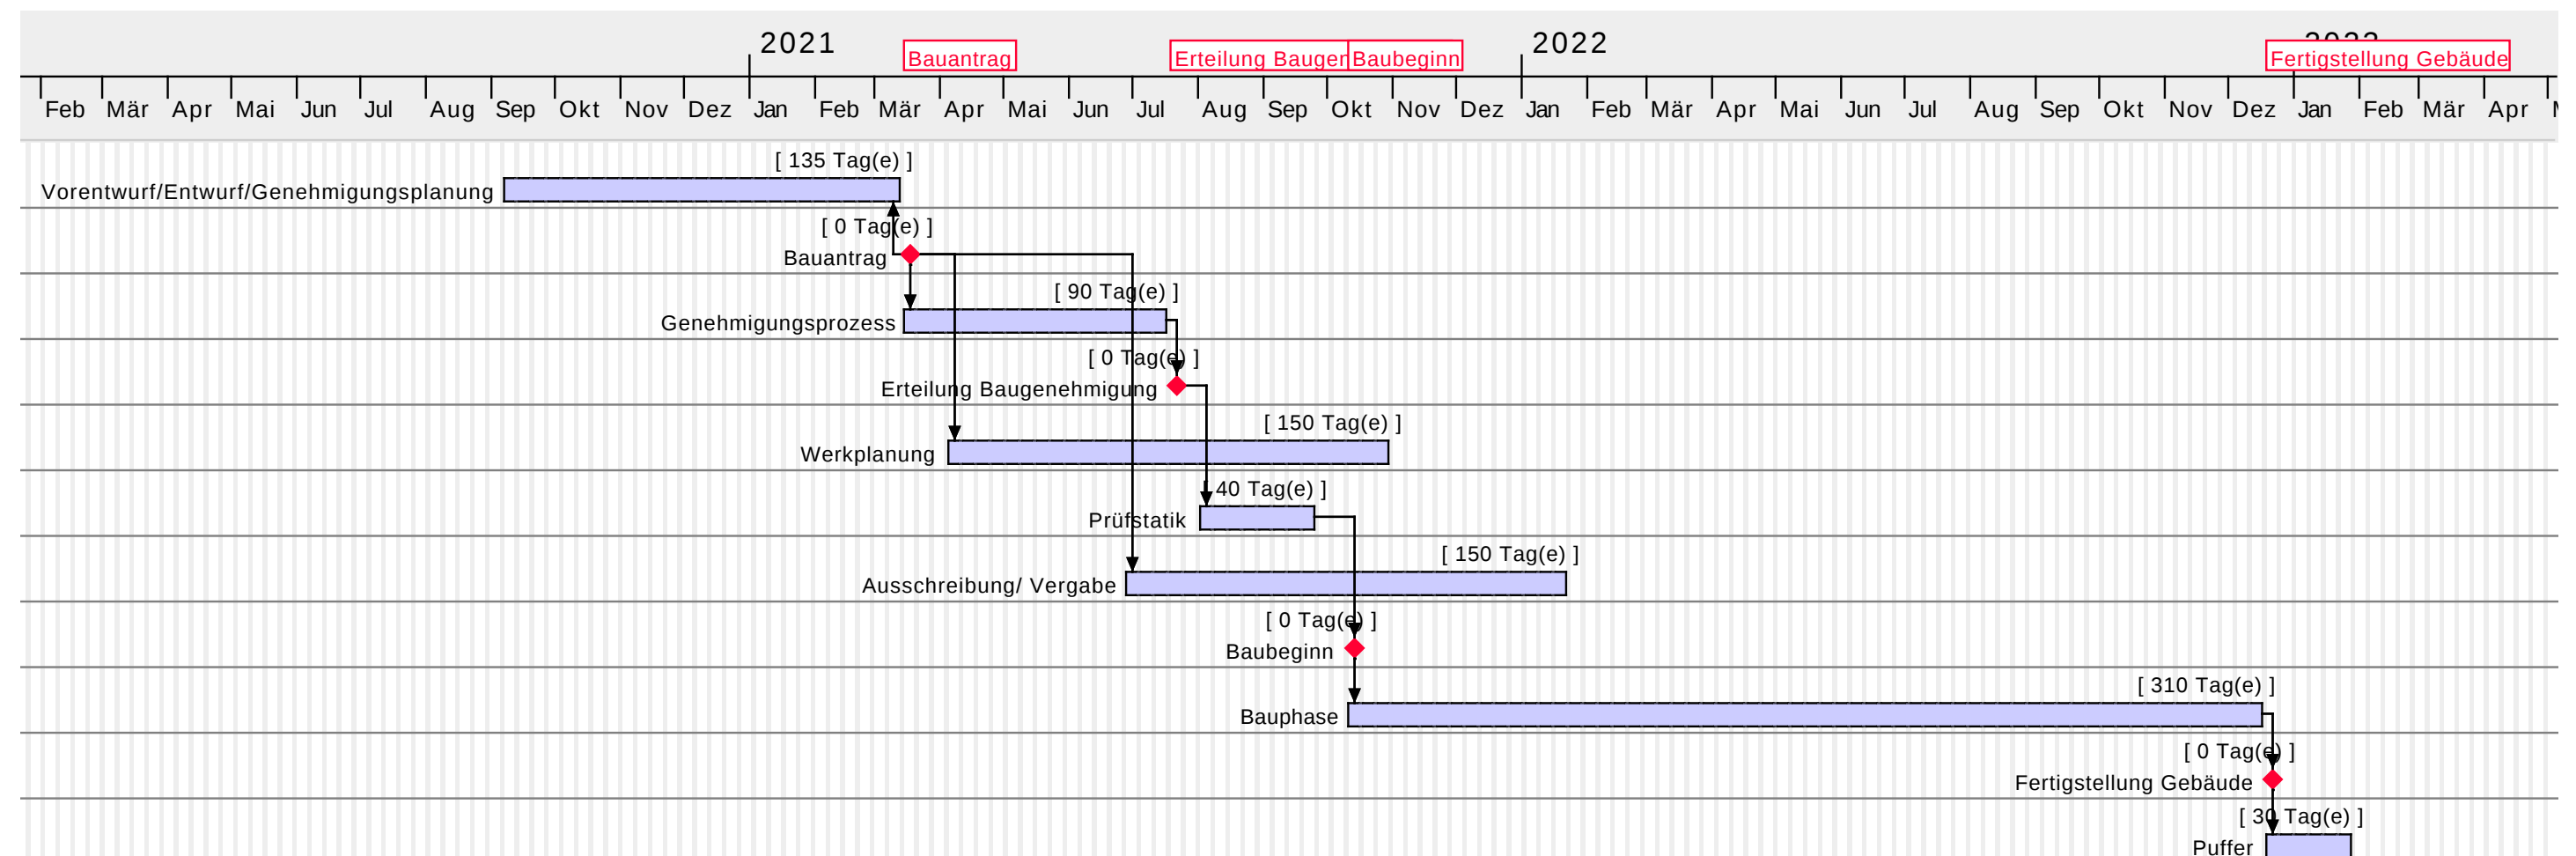 2021
2022
2023
Bauantrag
Erteilung Baugen
Baubeginn
Fertigstellung Gebäude
Feb Mär Apr Mai Jun Jul Aug Sep Okt Nov Dez Jan Feb Mär Apr Mai Jun Jul Aug Sep Okt Nov Dez Jan Feb Mär Apr Mai Jun Jul Aug Sep Okt Nov Dez Jan Feb Mär Apr
[ 135 Tag(e) ]
Vorentwurf/Entwurf/Genehmigungsplanung
[ 0 Tag(e) ]
Bauantrag
[ 90 Tag(e) ]
Genehmigungsprozess
[ 0 Tag(e) ]
Erteilung Baugenehmigung
[ 150 Tag(e) ]
Werkplanung
[ 40 Tag(e) ]
Prüfstatik
[ 150 Tag(e) ]
Ausschreibung/ Vergabe
[ 0 Tag(e) ]
Baubeginn
[ 310 Tag(e) ]
Bauphase
[ 0 Tag(e) ]
Fertigstellung Gebäude
[ 30 Tag(e) ]
Puffer